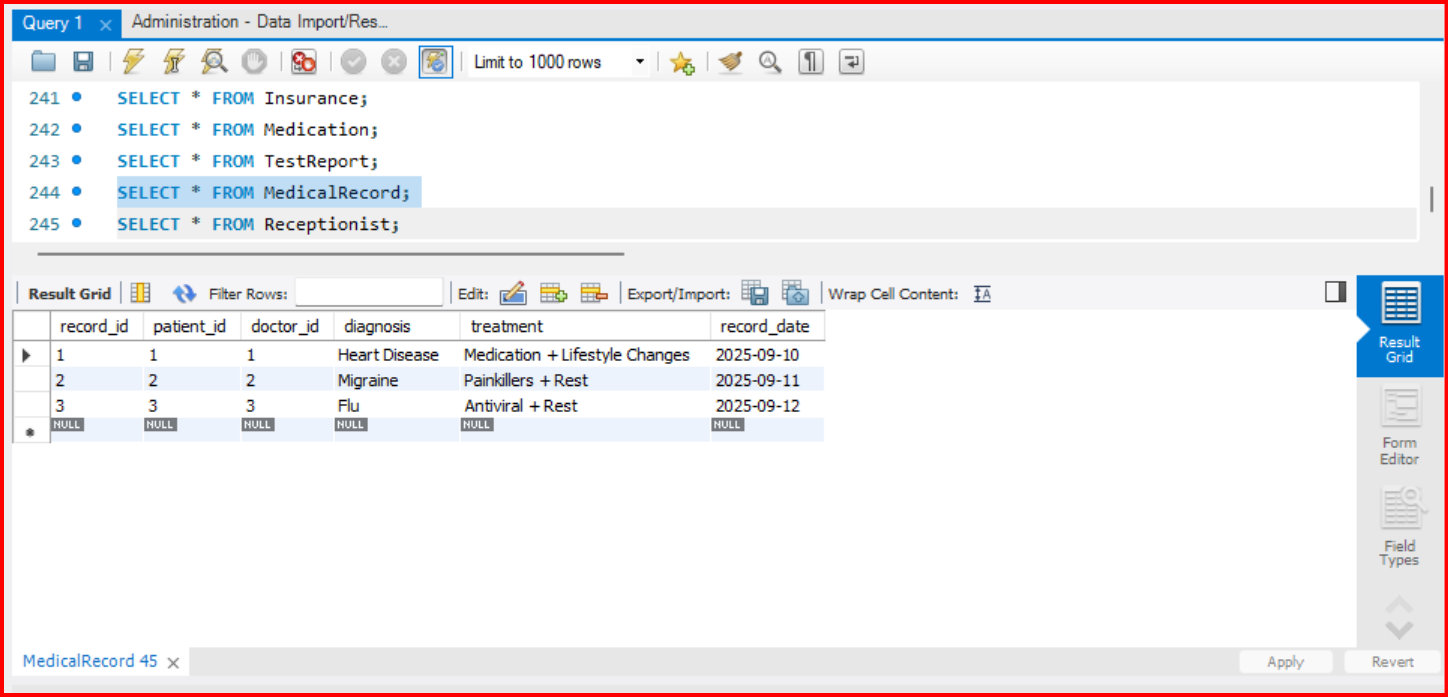 Query 1 Administration - Data Import/Res...
Limit to 1000 rows
241 SELECT * FROM Insurance;
242 SELECT * FROM Medication;
243 SELECT * FROM TestReport;
244 SELECT * FROM MedicalRecord;
245 SELECT * FROM Receptionist;
Result Grid Filter Rows: Edit: Export/Import: Wrap Cell Content: IA
record_id patient_id doctor_id diagnosis treatment record_date
1 1 1 Heart Disease Medication + Lifestyle Changes 2025-09-10
2 2 2 Migraine Painkillers + Rest 2025-09-11
3 3 3 Flu Antiviral + Rest 2025-09-12
NULL NULL NULL NULL NULL NULL
Result
Grid
Form
Editor
Field
Types
MedicalRecord 45 Apply Revert